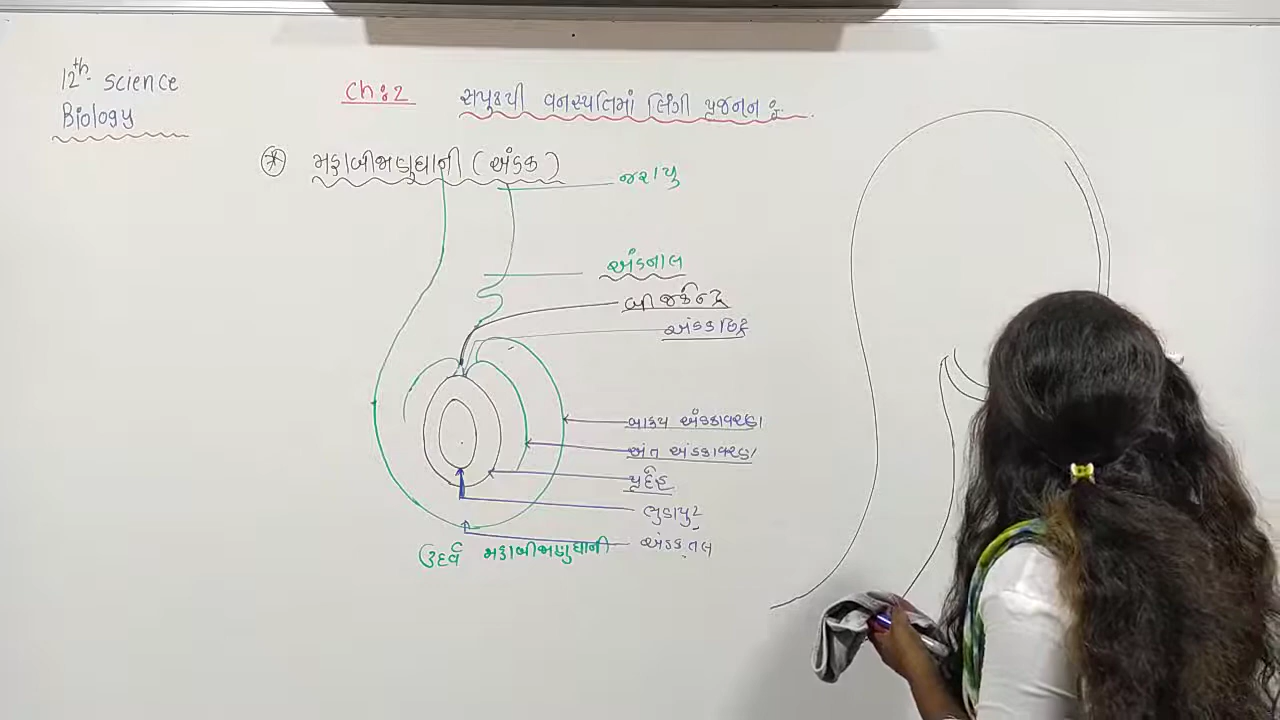 12th. science
Biology
Ch:2
સપુષ્પી વનસ્પતિમાં લિંગી પ્રજનન :
* મહાબીજાણુધાની (અંડક)
જરાયુ
અંડનાલ
બીજકેન્દ્ર
અંડકછિદ્ર
બાહ્ય અંડકાવરણ
અંત અંડકાવરણ
પ્રદેહ
ભ્રુણપુટ
અંડકતલ
ઉર્ધ્વ મહાબીજાણુધાની